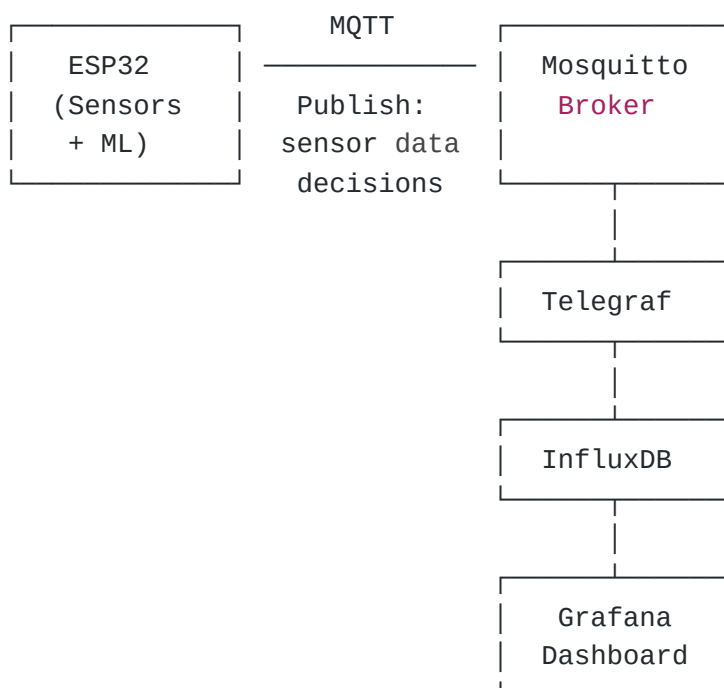 MQTT
ESP32
(Sensors
+ ML)
Publish:
sensor data
decisions
Mosquitto
Broker
Telegraf
InfluxDB
Grafana
Dashboard